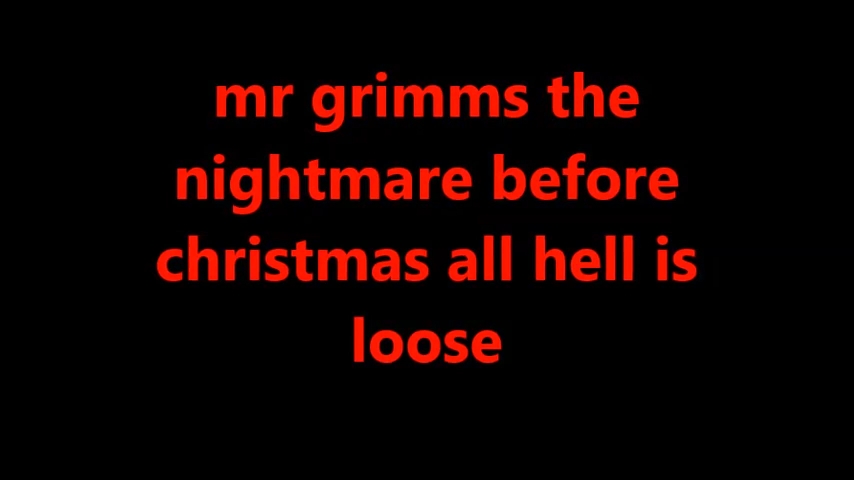 mr grimms the
nightmare before
christmas all hell is
loose